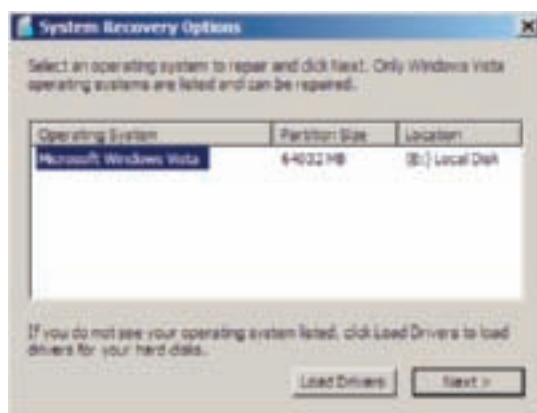 System Recovery Options
Select an operating system to repair and click Next. Only Windows Vista
operating systems are listed and can be repaired.
Operating System Partition Size Location
Microsoft Windows Vista MB Local Disk
If you do not see your operating system listed, click Load Drivers to load
drivers for your hard disks.
Load Drivers Next >